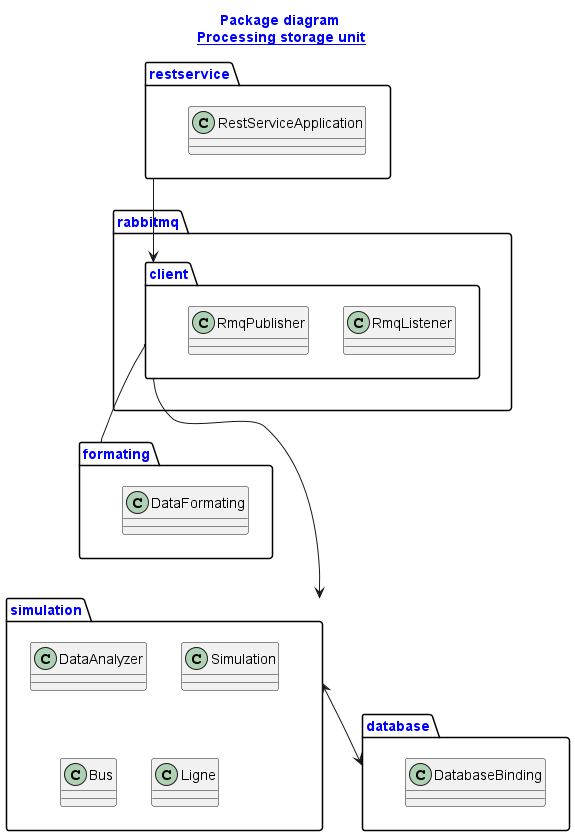 Package diagram
Processing storage unit
restservice
C RestServiceApplication
rabbitmq
client
C RmqPublisher
C RmqListener
formating
C DataFormating
simulation
C DataAnalyzer
C Simulation
database
C Bus
C Ligne
C DatabaseBinding